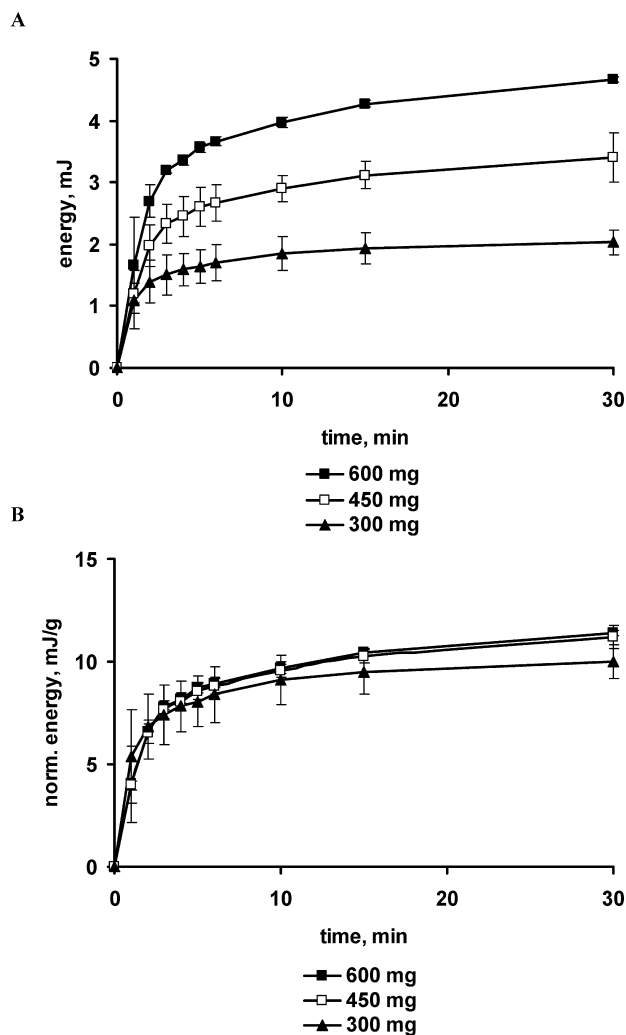 A
5
4
3
2
1
0
energy, mJ
0 10 20 30
time, min
600 mg
450 mg
300 mg
B
15
10
5
0
norm. energy, mJ/g
0 10 20 30
time, min
600 mg
450 mg
300 mg